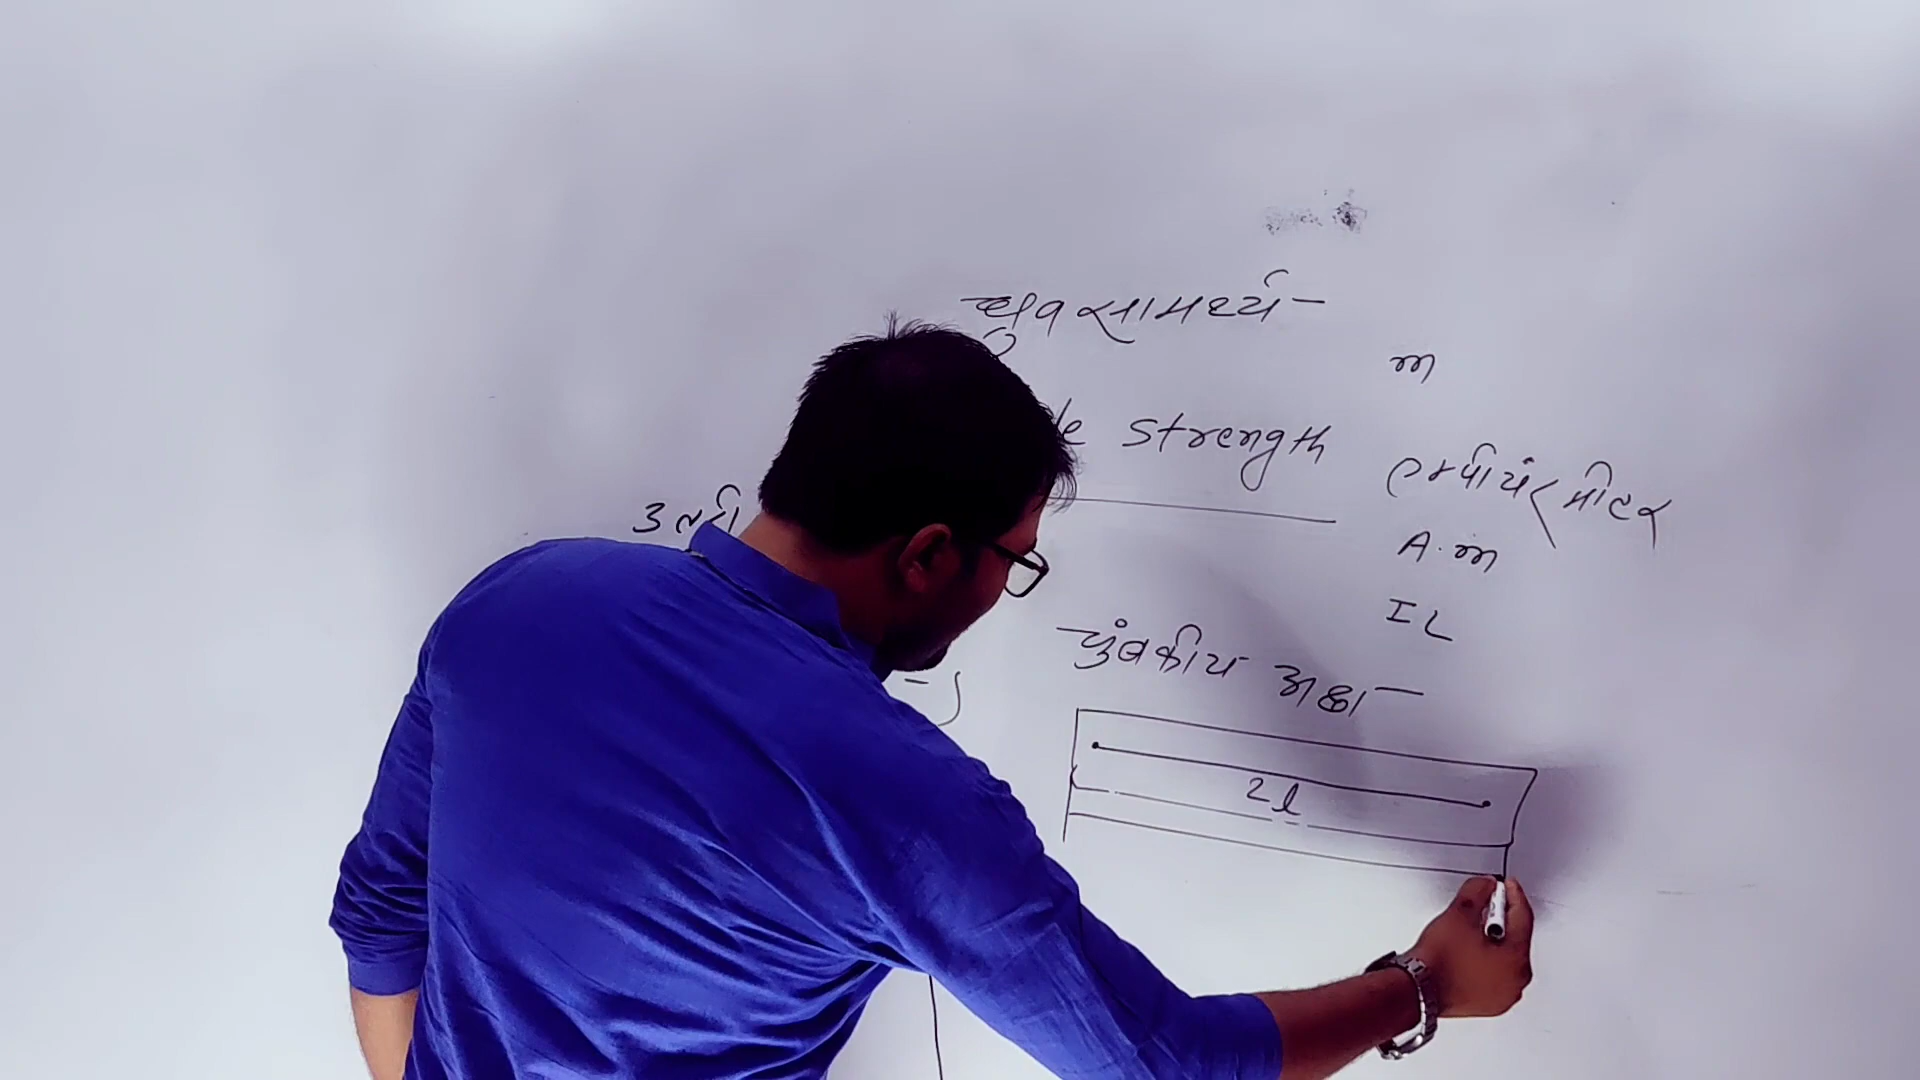 ध्रुव सामर्थ्य-
m
Strength
एम्पीयर मीटर
A.m
IL
चुंबकीय अक्ष-
2l